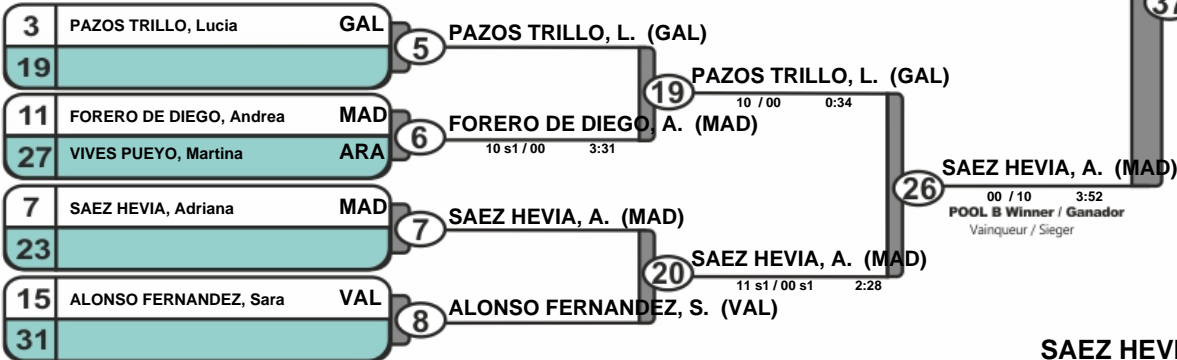 37
3 PAZOS TRILLO, Lucia GAL
19
5 PAZOS TRILLO, L. (GAL)
19 PAZOS TRILLO, L. (GAL)
10 / 00 0:34
11 FORERO DE DIEGO, Andrea MAD
27 VIVES PUEYO, Martina ARA
6 FORERO DE DIEGO, A. (MAD)
10 s1 / 00 3:31
26 SAEZ HEVIA, A. (MAD)
00 / 10 3:52
POOL B Winner / Ganador
Vainqueur / Sieger
7 SAEZ HEVIA, Adriana MAD
23
7 SAEZ HEVIA, A. (MAD)
20 SAEZ HEVIA, A. (MAD)
11 s1 / 00 s1 2:28
15 ALONSO FERNANDEZ, Sara VAL
31
8 ALONSO FERNANDEZ, S. (VAL)
SAEZ HEVI